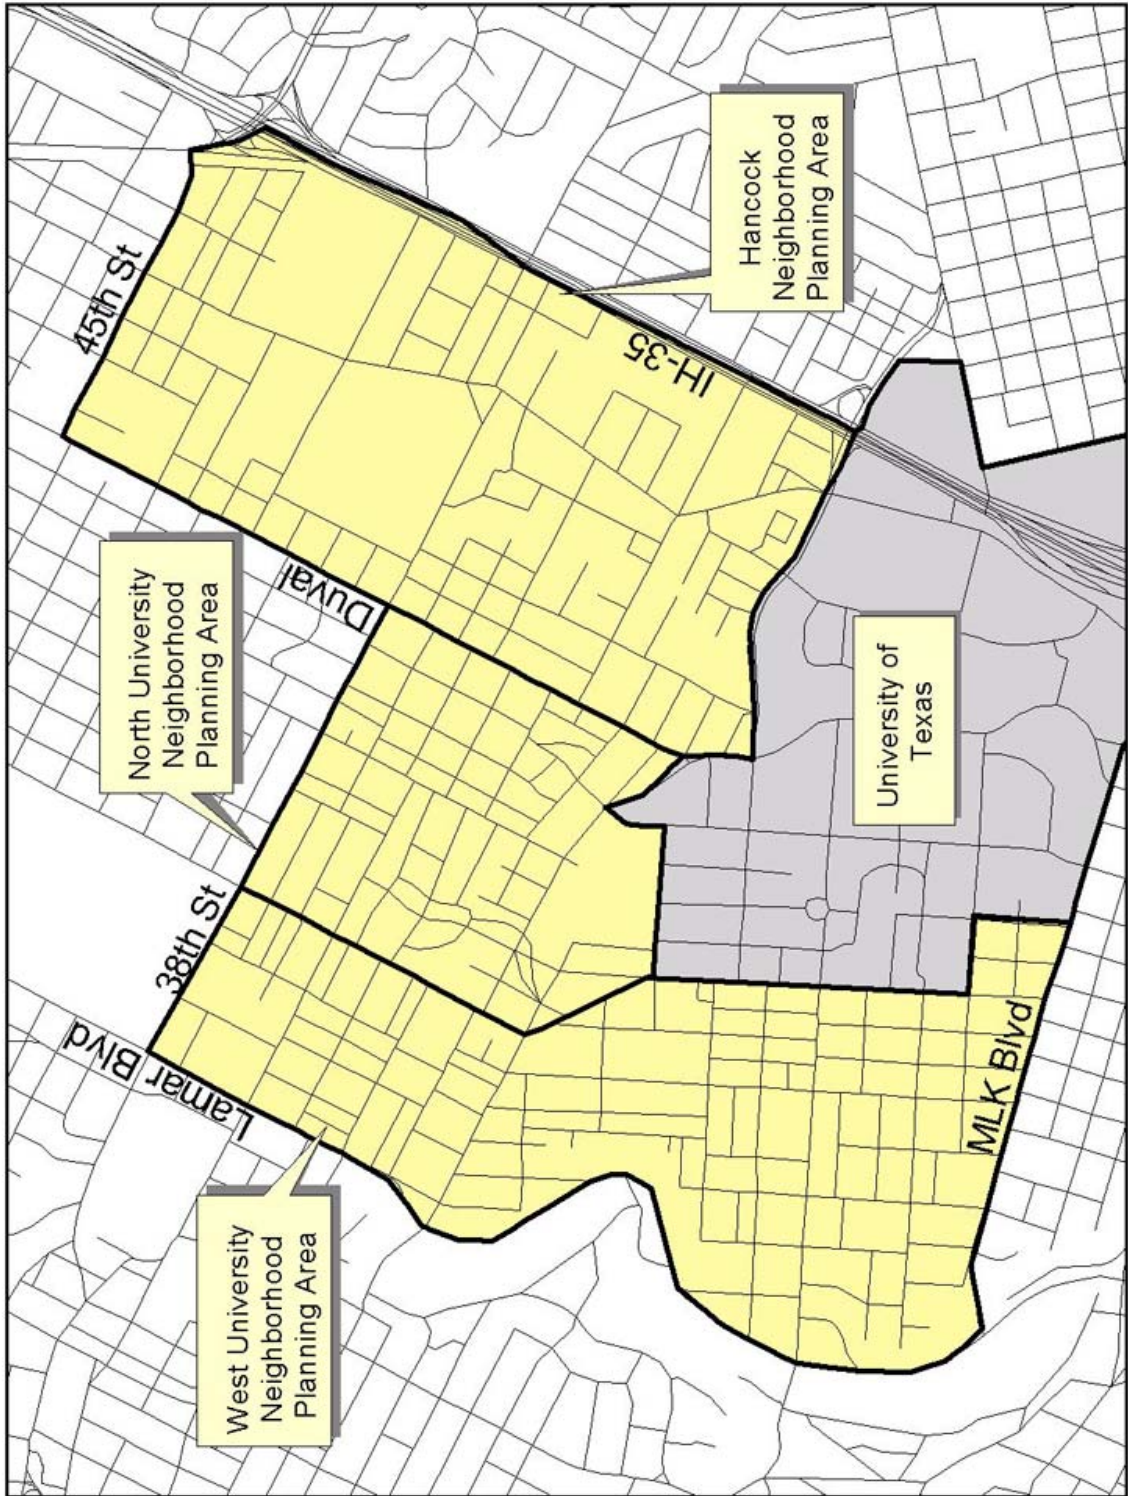 45th St
Hancock
Neighborhood
Planning Area
IH-35
Duval
North University
Neighborhood
Planning Area
38th St
Lamar Blvd
West University
Neighborhood
Planning Area
University of
Texas
MLK Blvd